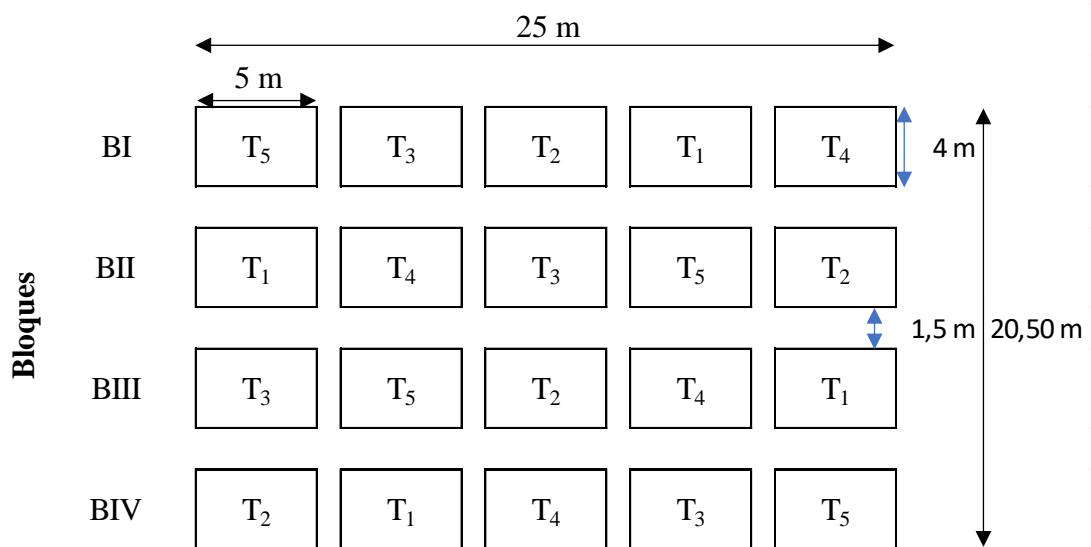 25 m
5 m
BI T₅ T₃ T₂ T₁ T₄ 4 m
BII T₁ T₄ T₃ T₅ T₂
1,5 m 20,50 m
Bloques
BIII T₃ T₅ T₂ T₄ T₁
BIV T₂ T₁ T₄ T₃ T₅